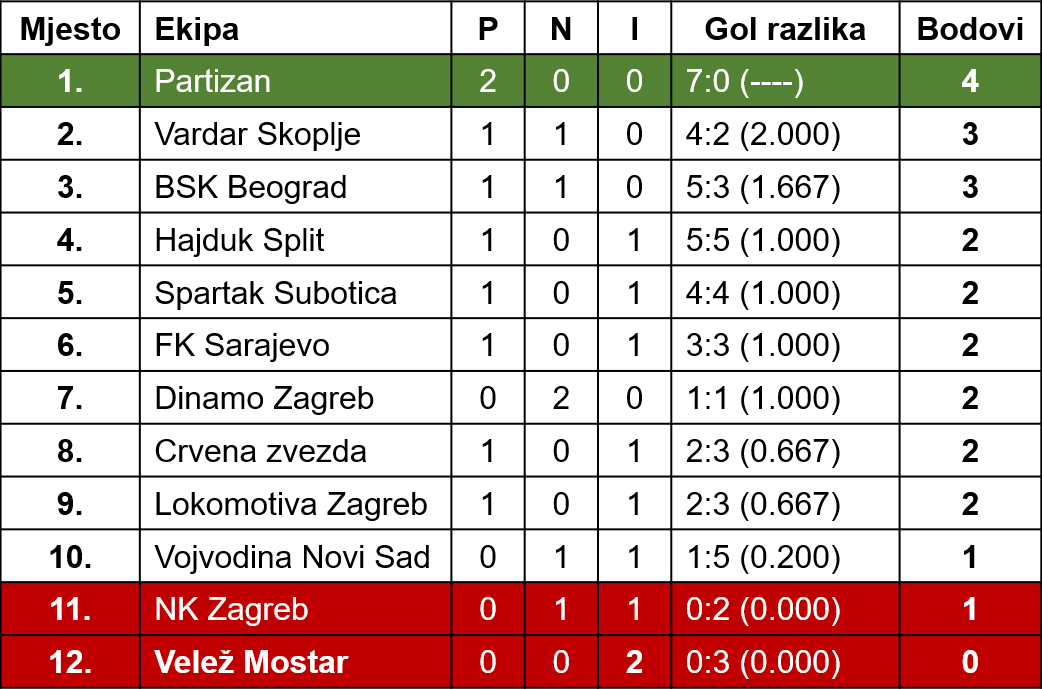 Mjesto Ekipa P N I Gol razlika Bodovi
1. Partizan 2 0 0 7:0 (----) 4
2. Vardar Skoplje 1 1 0 4:2 (2.000) 3
3. BSK Beograd 1 1 0 5:3 (1.667) 3
4. Hajduk Split 1 0 1 5:5 (1.000) 2
5. Spartak Subotica 1 0 1 4:4 (1.000) 2
6. FK Sarajevo 1 0 1 3:3 (1.000) 2
7. Dinamo Zagreb 0 2 0 1:1 (1.000) 2
8. Crvena zvezda 1 0 1 2:3 (0.667) 2
9. Lokomotiva Zagreb 1 0 1 2:3 (0.667) 2
10. Vojvodina Novi Sad 0 1 1 1:5 (0.200) 1
11. NK Zagreb 0 1 1 0:2 (0.000) 1
12. Velež Mostar 0 0 2 0:3 (0.000) 0